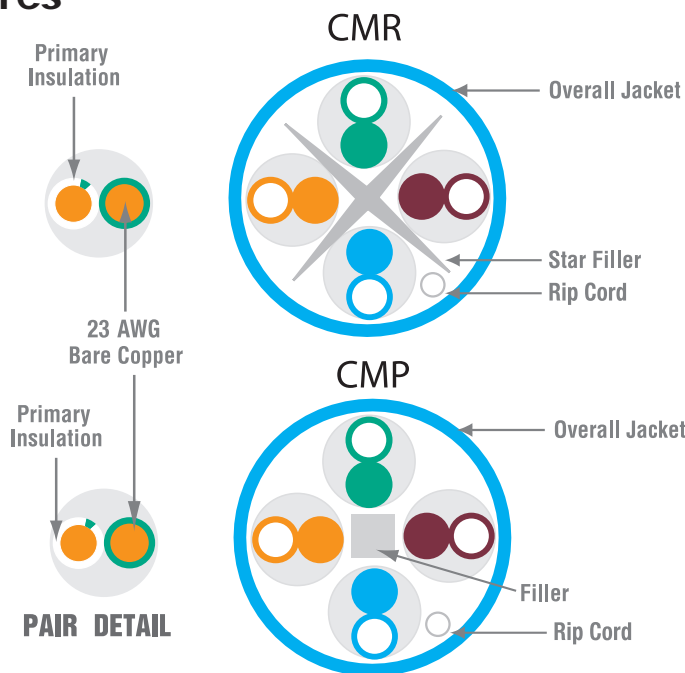 CMR
Primary
Insulation
Overall Jacket
Star Filler
Rip Cord
23 AWG
Bare Copper
CMP
Primary
Insulation
Overall Jacket
Filler
Rip Cord
PAIR DETAIL